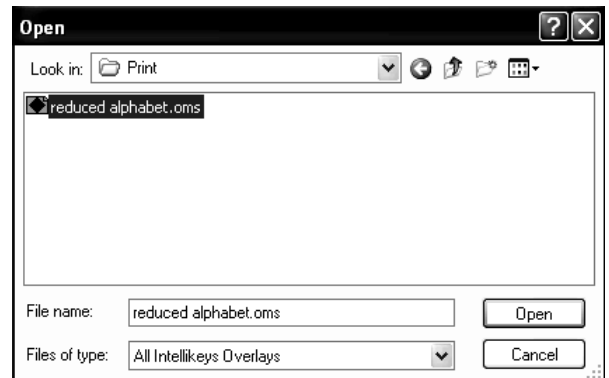 Open
Look in: Print
reduced alphabet.oms
File name: reduced alphabet.oms Open
Files of type: All Intellikeys Overlays Cancel